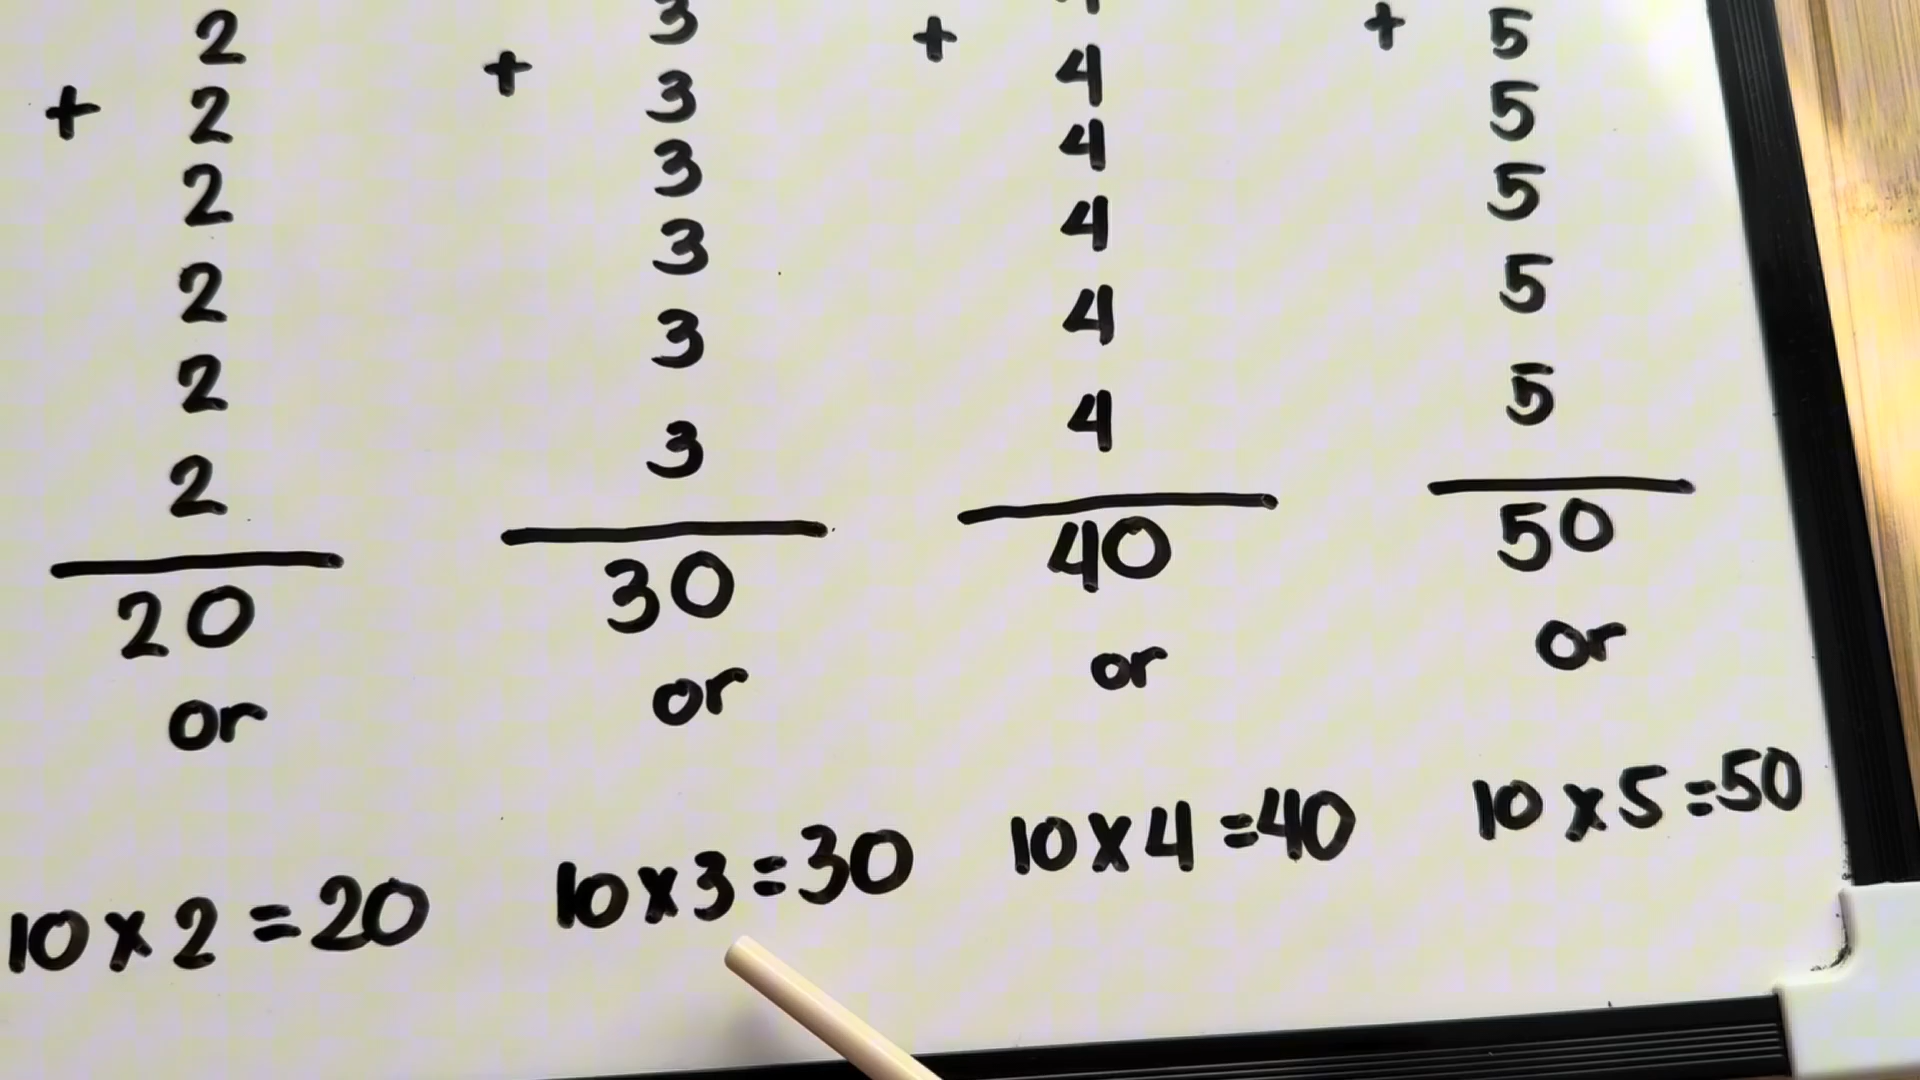 2 3 4 + 5
+ 2 + 3 + 4 5
2 3 4 5
2 3 4 5
2 3 4 5
2 3 4
20 30 40 50
or or or or
10 x 2 = 20 10 x 3 = 30 10 x 4 = 40 10 x 5 = 50